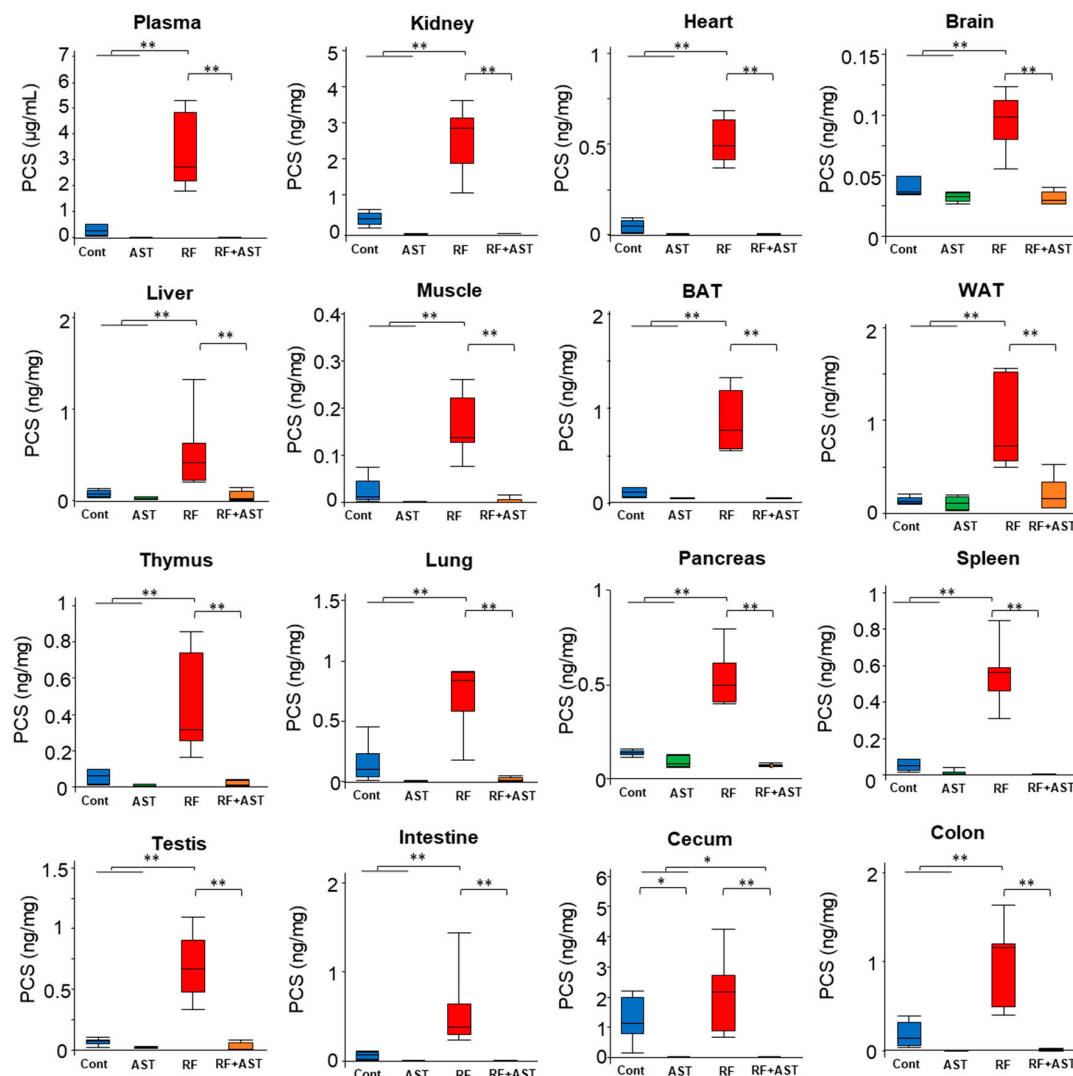 Plasma
PCS (µg/mL)
7
6
5
4
3
2
1
0
**
**
Cont AST RF RF+AST
Kidney
PCS (ng/mg)
5
4
3
2
1
0
**
**
Cont AST RF RF+AST
Heart
PCS (ng/mg)
1
0.5
0
**
**
Cont AST RF RF+AST
Brain
PCS (ng/mg)
0.15
0.1
0.05
0
**
**
Cont AST RF RF+AST
Liver
PCS (ng/mg)
2
1
0
**
**
Cont AST RF RF+AST
Muscle
PCS (ng/mg)
0.4
0.3
0.2
0.1
0.0
**
**
Cont AST RF RF+AST
BAT
PCS (ng/mg)
2
1
0
**
**
Cont AST RF RF+AST
WAT
PCS (ng/mg)
2
1
0
**
**
Cont AST RF RF+AST
Thymus
PCS (ng/mg)
1
0.8
0.6
0.4
0.2
0
**
**
Cont AST RF RF+AST
Lung
PCS (ng/mg)
1.5
1
0.5
0
**
**
Cont AST RF RF+AST
Pancreas
PCS (ng/mg)
1
0.5
0
**
**
Cont AST RF RF+AST
Spleen
PCS (ng/mg)
1
0.8
0.6
0.4
0.2
0
**
**
Cont AST RF RF+AST
Testis
PCS (ng/mg)
1.5
1
0.5
0
**
**
Cont AST RF RF+AST
Intestine
PCS (ng/mg)
2
1
0
**
**
Cont AST RF RF+AST
Cecum
PCS (ng/mg)
6
5
4
3
2
1
0
*
*
**
Cont AST RF RF+AST
Colon
PCS (ng/mg)
2
1
0
**
**
Cont AST RF RF+AST